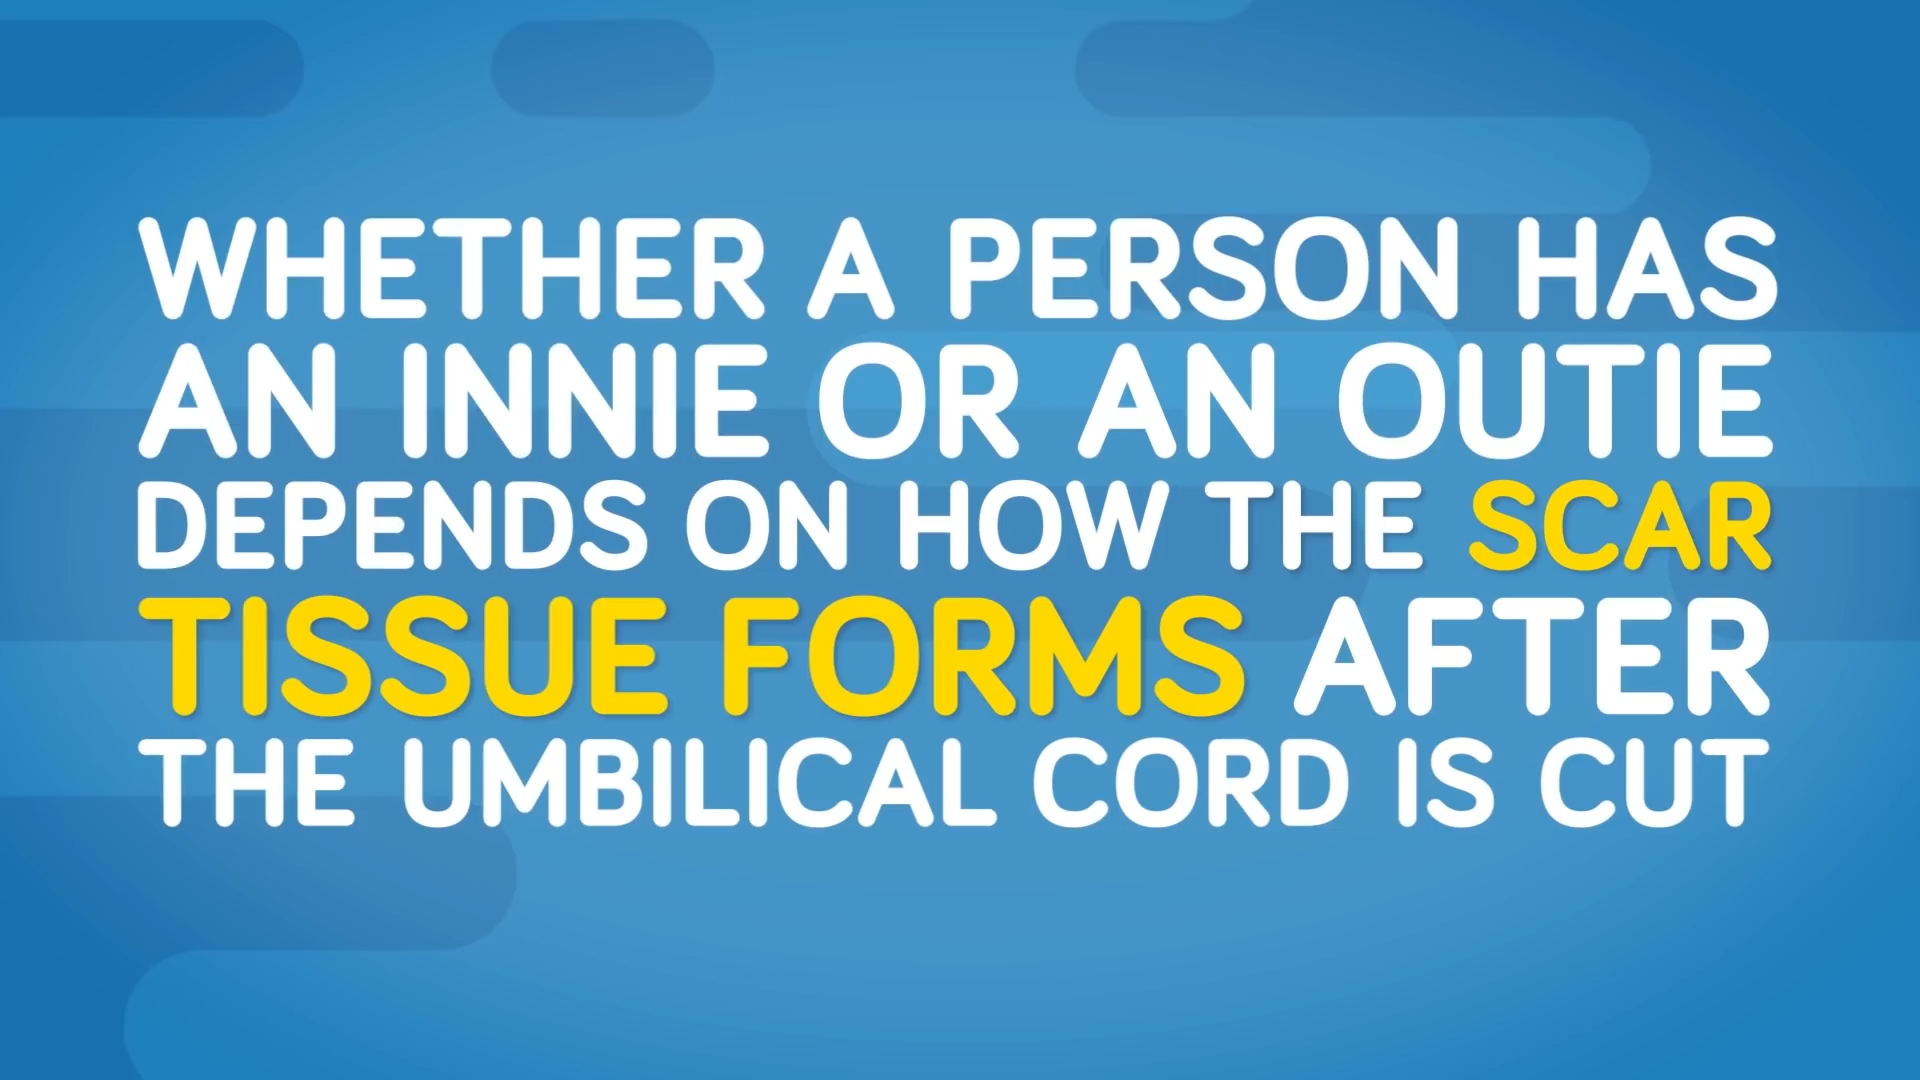 WHETHER A PERSON HAS
AN INNIE OR AN OUTIE
DEPENDS ON HOW THE SCAR
TISSUE FORMS AFTER
THE UMBILICAL CORD IS CUT